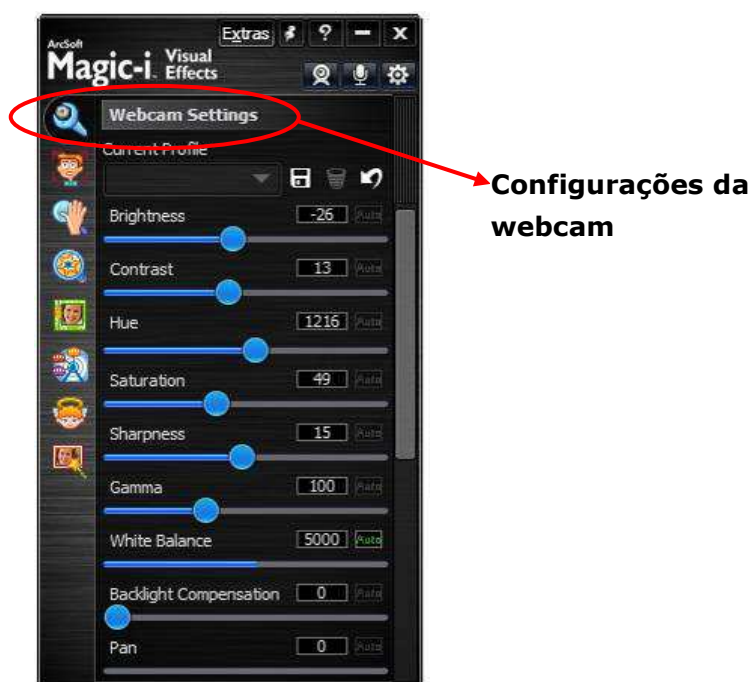 Extras ? X
ArcSoft
Magic-i Visual Effects
Webcam Settings
Current Profile
Brightness -26 Auto
Contrast 13 Auto
Hue 1216 Auto
Saturation 49 Auto
Sharpness 15 Auto
Gamma 100 Auto
White Balance 5000 Auto
Backlight Compensation 0 Auto
Pan 0 Auto
Configurações da
webcam